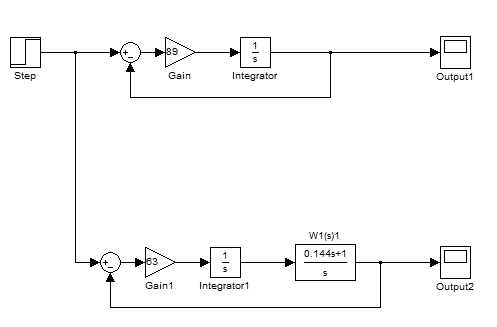 89
1
s
Step
Gain
Integrator
Output1
W1(s)1
63
1
s
0.144s+1
s
Gain1
Integrator1
Output2